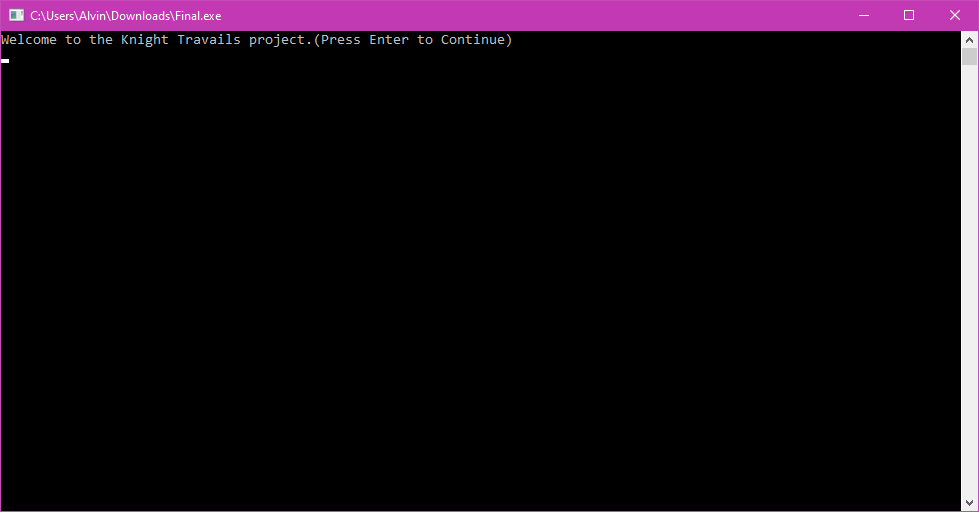 C:\Users\Alvin\Downloads\Final.exe
Welcome to the Knight Travails project.(Press Enter to Continue)